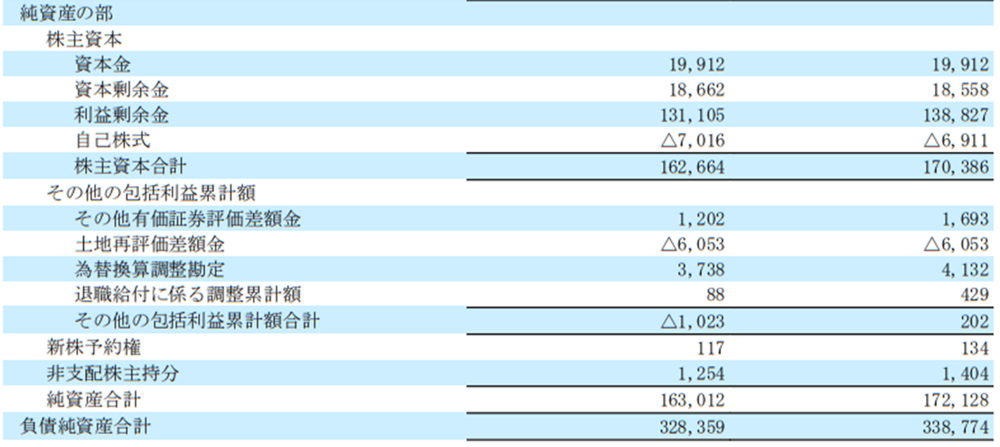 純資産の部
株主資本
資本金 19,912 19,912
資本剰余金 18,662 18,558
利益剰余金 131,105 138,827
自己株式 △7,016 △6,911
株主資本合計 162,664 170,386
その他の包括利益累計額
その他有価証券評価差額金 1,202 1,693
土地再評価差額金 △6,053 △6,053
為替換算調整勘定 3,738 4,132
退職給付に係る調整累計額 88 429
その他の包括利益累計額合計 △1,023 202
新株予約権 117 134
非支配株主持分 1,254 1,404
純資産合計 163,012 172,128
負債純資産合計 328,359 338,774